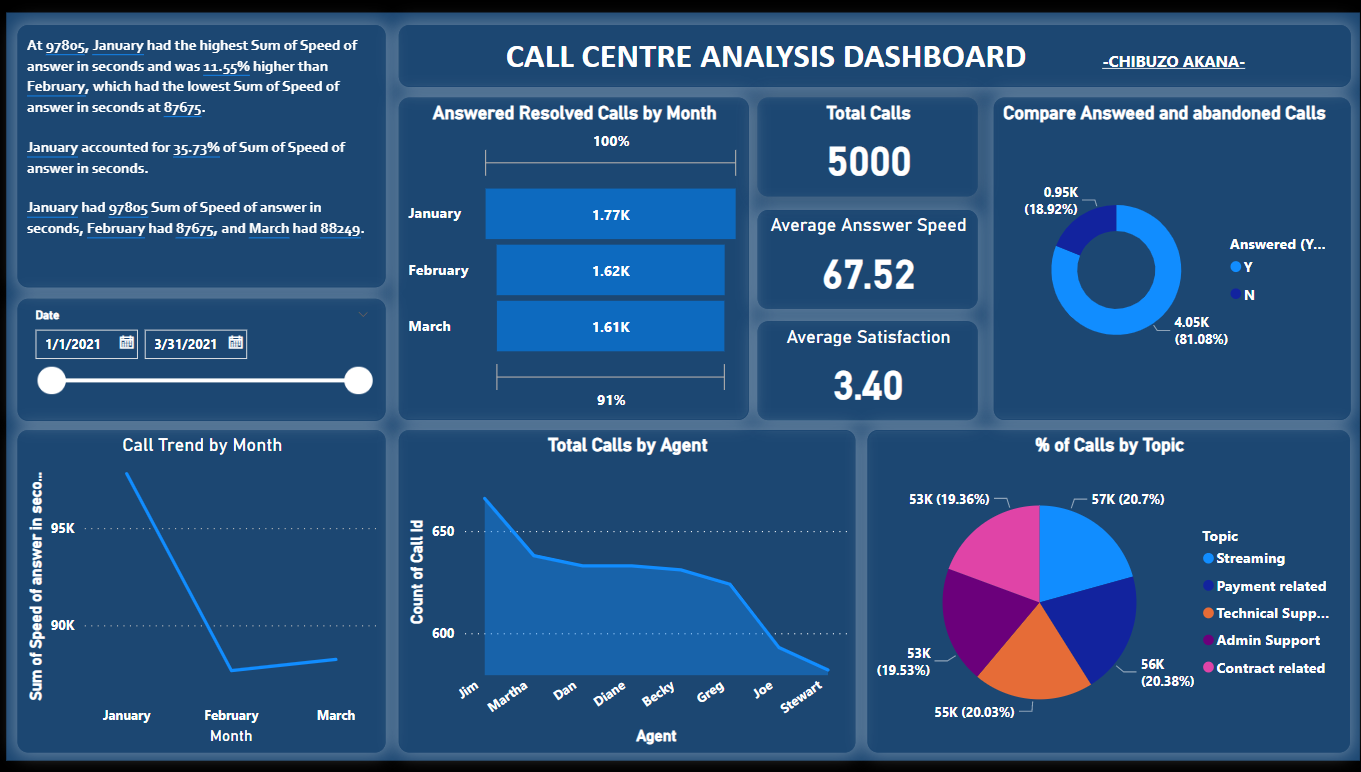 At 97805, January had the highest Sum of Speed of
answer in seconds and was 11.55% higher than
February, which had the lowest Sum of Speed of
answer in seconds at 87675.
January accounted for 35.73% of Sum of Speed of
answer in seconds.
January had 97805 Sum of Speed of answer in
seconds, February had 87675, and March had 88249.
CALL CENTRE ANALYSIS DASHBOARD
-CHIBUZO AKANA-
Date
1/1/2021
3/31/2021
Answered Resolved Calls by Month
100%
January
1.77K
February
1.62K
March
1.61K
91%
Total Calls
5000
Average Ansswer Speed
67.52
Average Satisfaction
3.40
Compare Answeed and abandoned Calls
0.95K
(18.92%)
4.05K
(81.08%)
Answered (Y...
Y
N
Call Trend by Month
Sum of Speed of answer in seco...
95K
90K
January
February
March
Month
Total Calls by Agent
Count of Call Id
650
600
Jim
Martha
Dan
Diane
Becky
Greg
Joe
Stewart
Agent
% of Calls by Topic
53K (19.36%)
57K (20.7%)
53K
(19.53%)
56K
(20.38%)
55K (20.03%)
Topic
Streaming
Payment related
Technical Supp...
Admin Support
Contract related